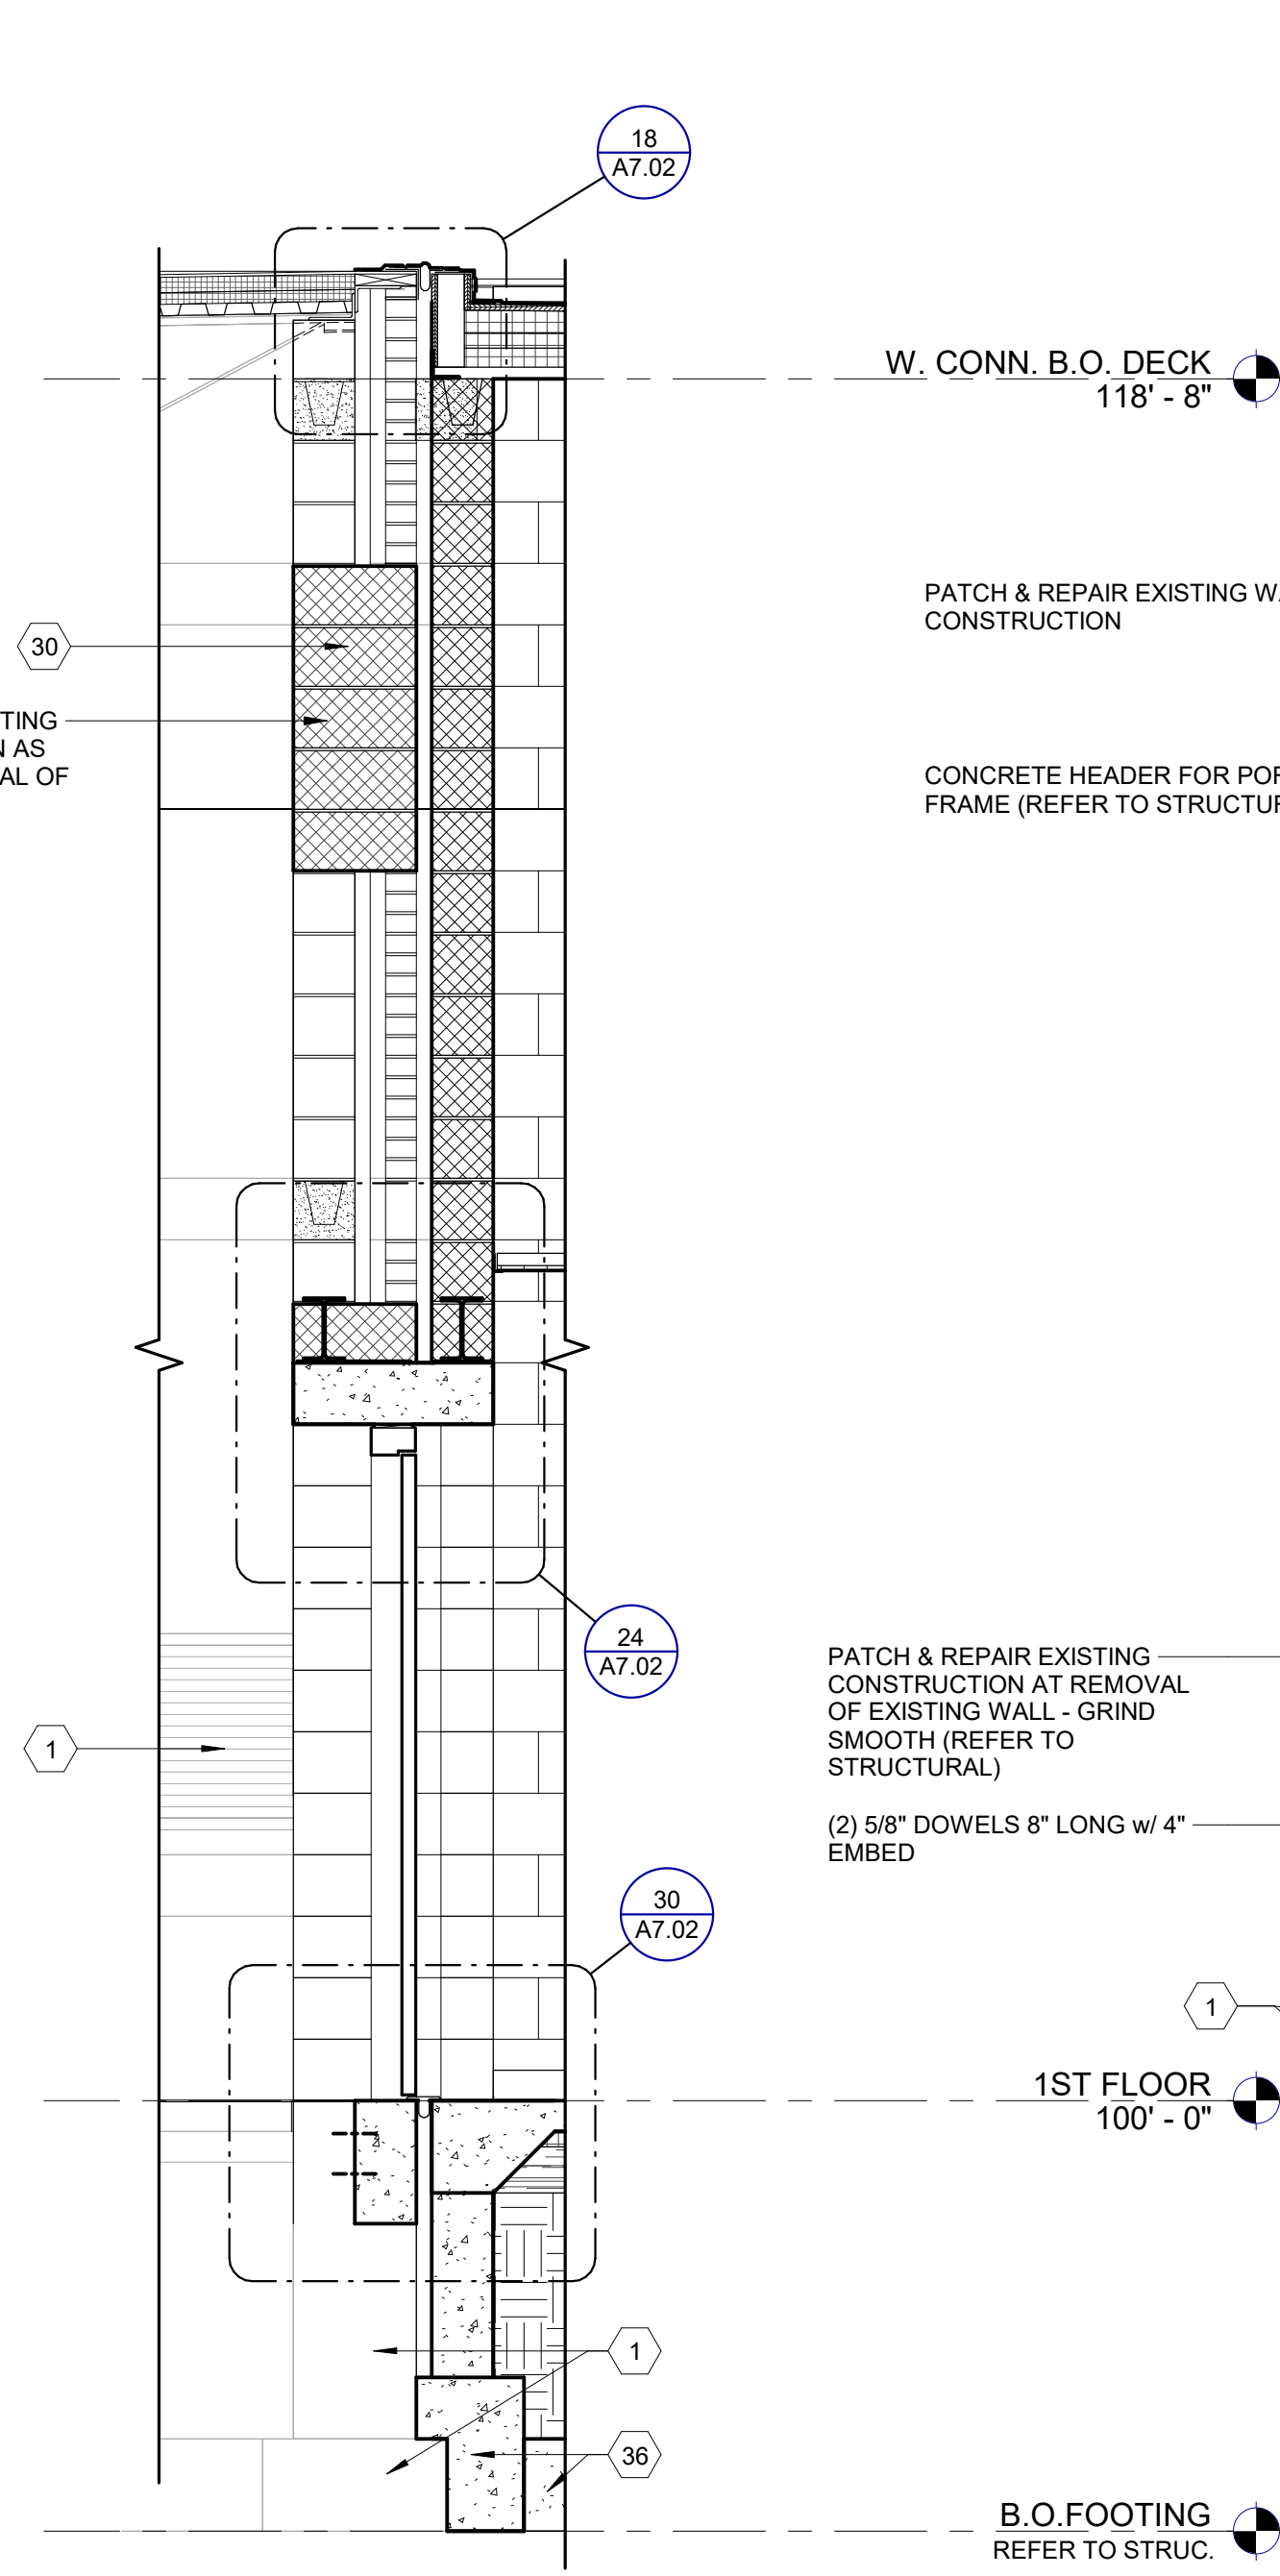 18
A7.02
W. CONN. B.O. DECK
118' - 8"
PATCH & REPAIR EXISTING
CONSTRUCTION
30
TING
AS
AL OF
CONCRETE HEADER FOR
FRAME (REFER TO
24
A7.02
PATCH & REPAIR EXISTING
CONSTRUCTION AT REMOVAL
OF EXISTING WALL - GRIND
SMOOTH (REFER TO
STRUCTURAL)
1
(2) 5/8" DOWELS 8" LONG w/ 4"
EMBED
30
A7.02
1
1ST FLOOR
100' - 0"
1
36
B.O.FOOTING
REFER TO STRUC.